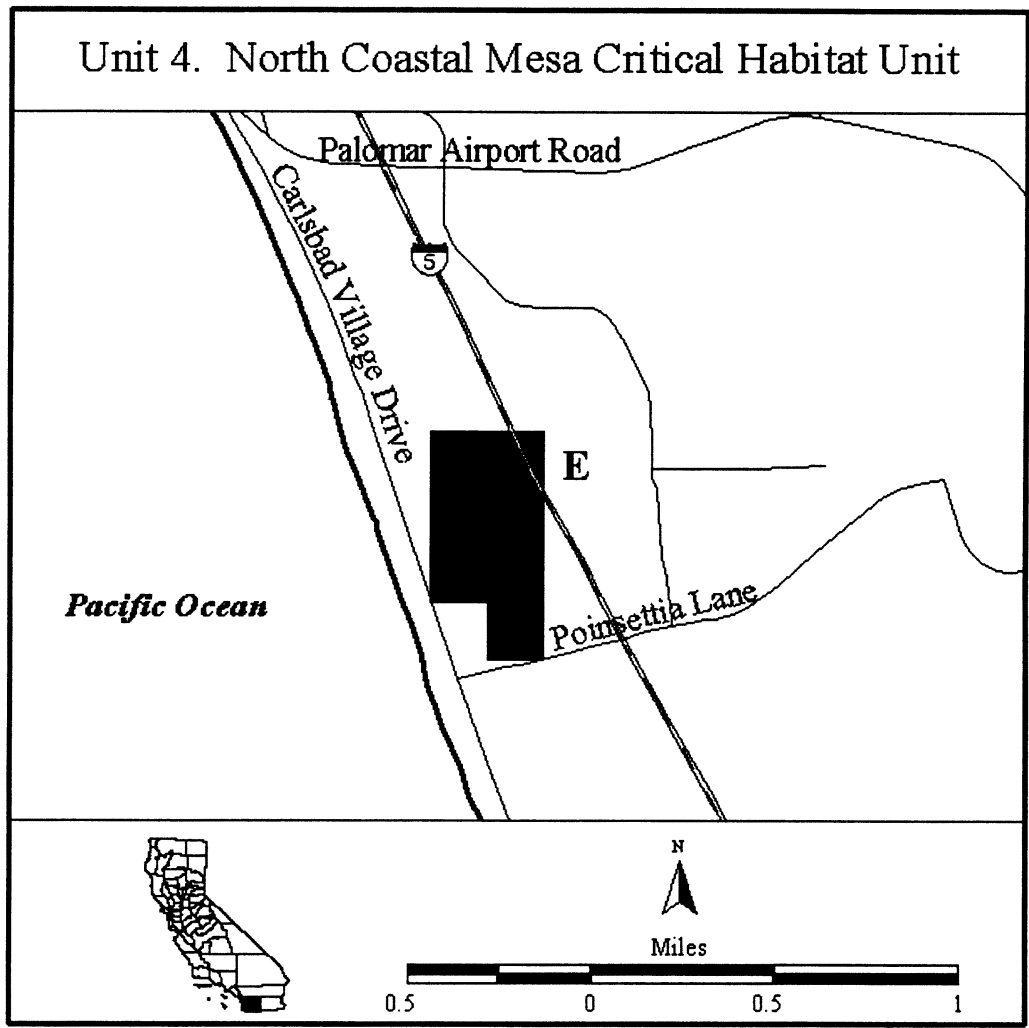 Unit 4. North Coastal Mesa Critical Habitat Unit
Palomar Airport Road
Carlsbad Village Drive
5
E
Pacific Ocean
Poinsettia Lane
N
Miles
0.5 0 0.5 1